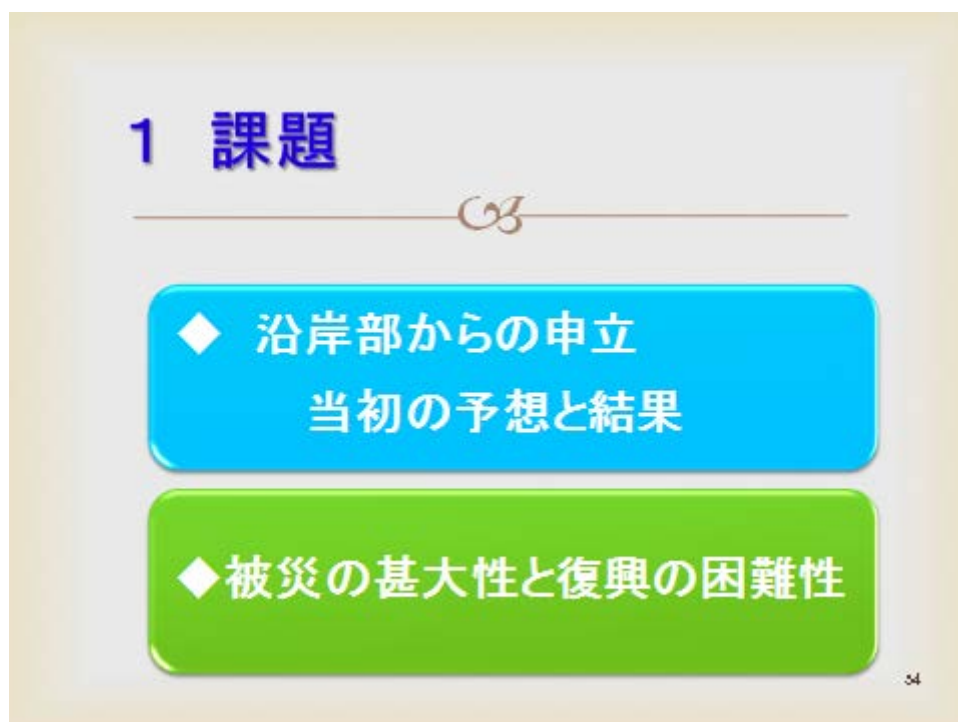 1 課題
◆ 沿岸部からの申立
当初の予想と結果
◆被災の甚大性と復興の困難性
54